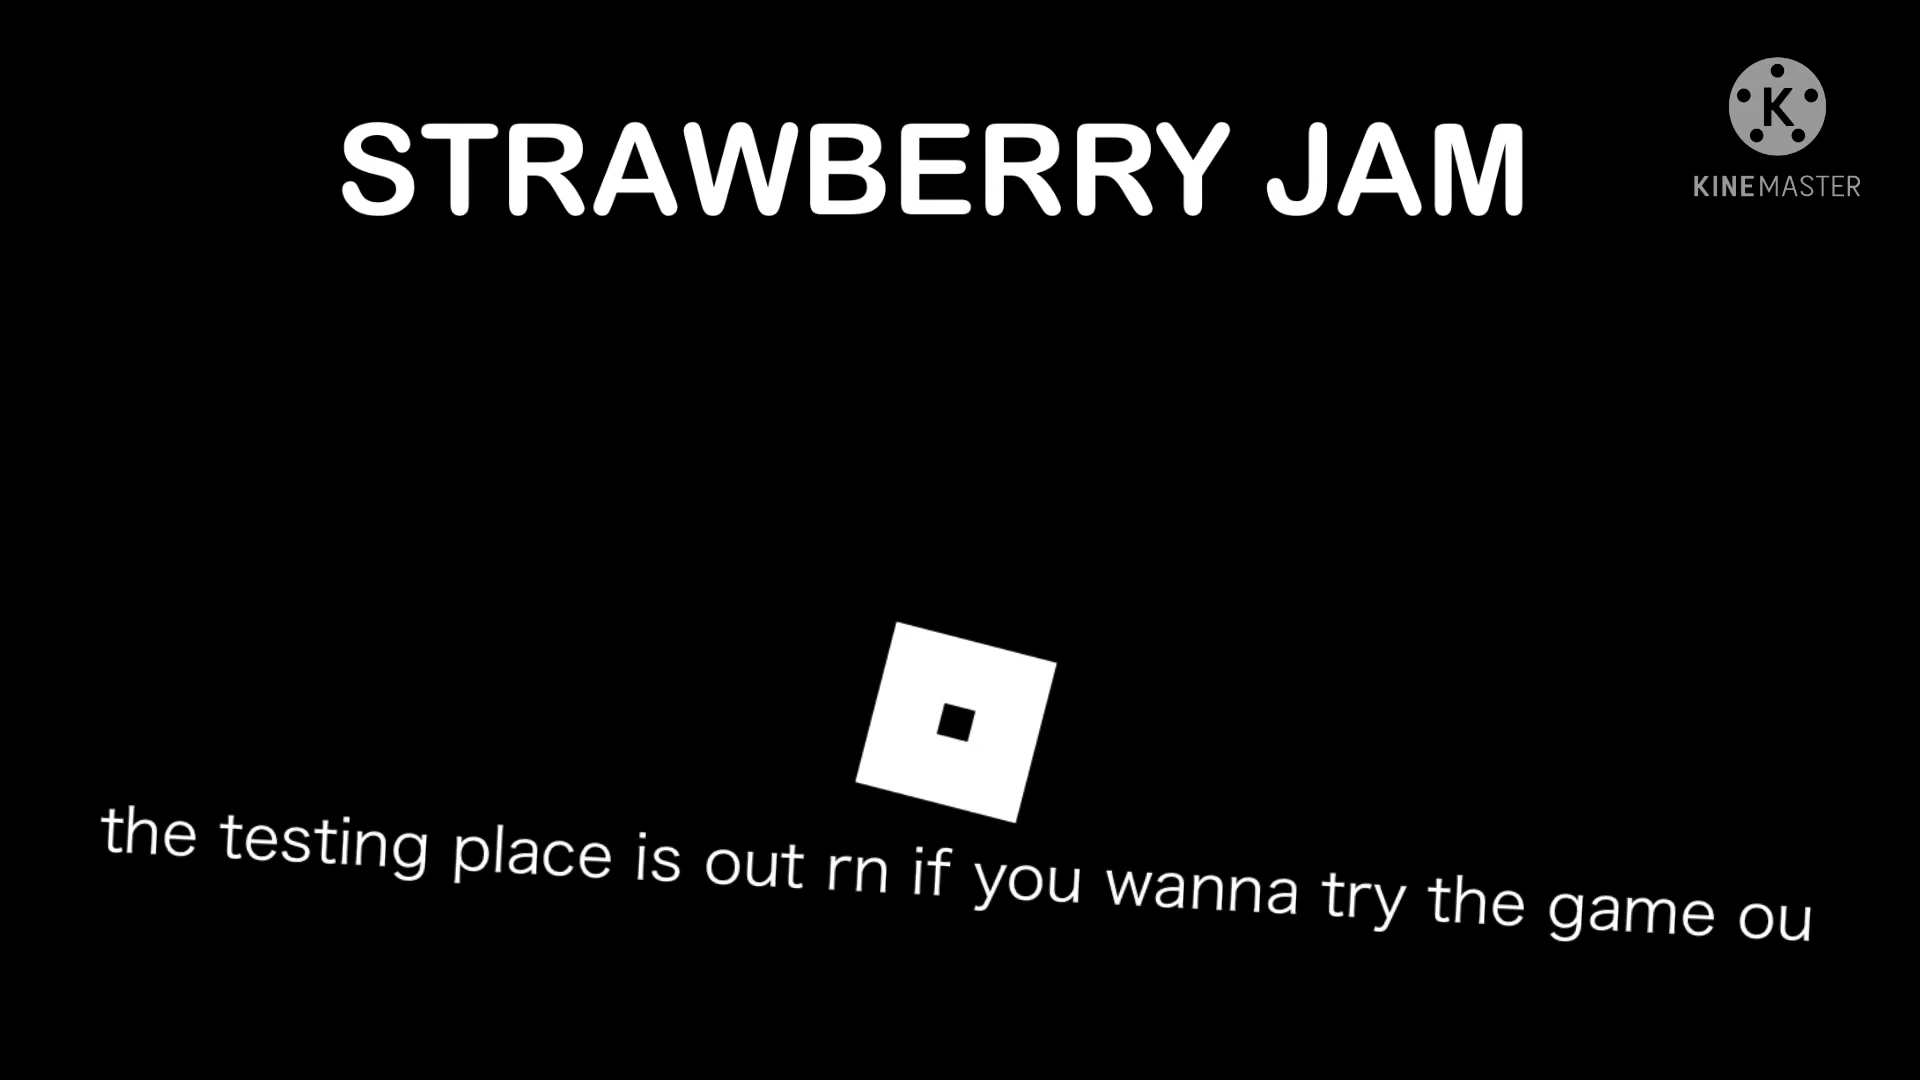 STRAWBERRY JAM
K
KINEMASTER
the testing place is out rn if you wanna try the game ou